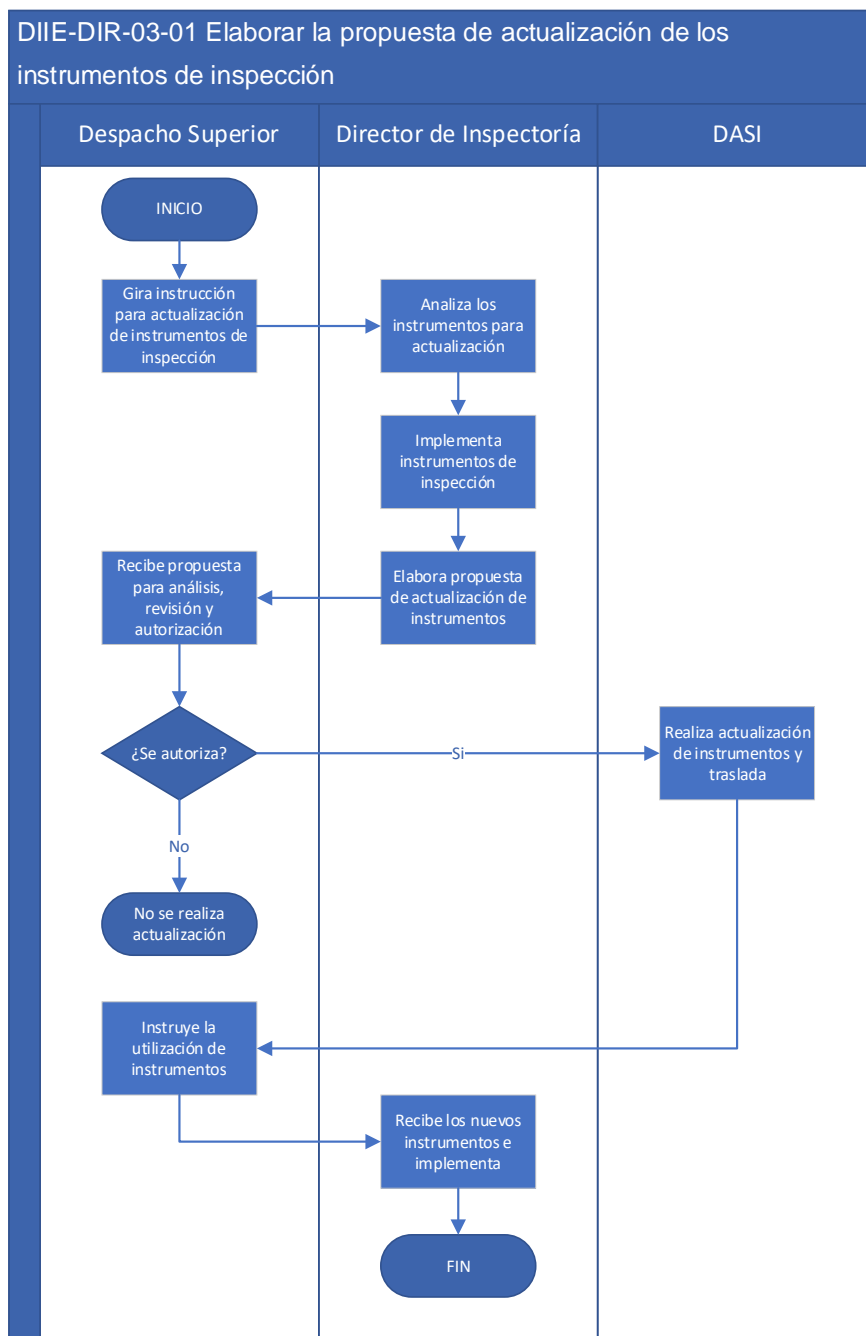 DIIE-DIR-03-01 Elaborar la propuesta de actualización de los
instrumentos de inspección
Despacho Superior
Director de Inspectoría
DASI
INICIO
Gira instrucción
para actualización
de instrumentos de
inspección
Analiza los
instrumentos para
actualización
Implementa
instrumentos de
inspección
Elabora propuesta
de actualización de
instrumentos
Recibe propuesta
para análisis,
revisión y
autorización
¿Se autoriza?
Si
Realiza actualización
de instrumentos y
traslada
No
No se realiza
actualización
Instruye la
utilización de
instrumentos
Recibe los nuevos
instrumentos e
implementa
FIN